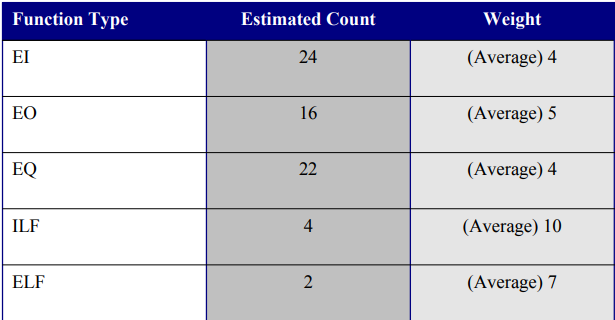 Function Type Estimated Count Weight
EI 24 (Average) 4
EO 16 (Average) 5
EQ 22 (Average) 4
ILF 4 (Average) 10
ELF 2 (Average) 7